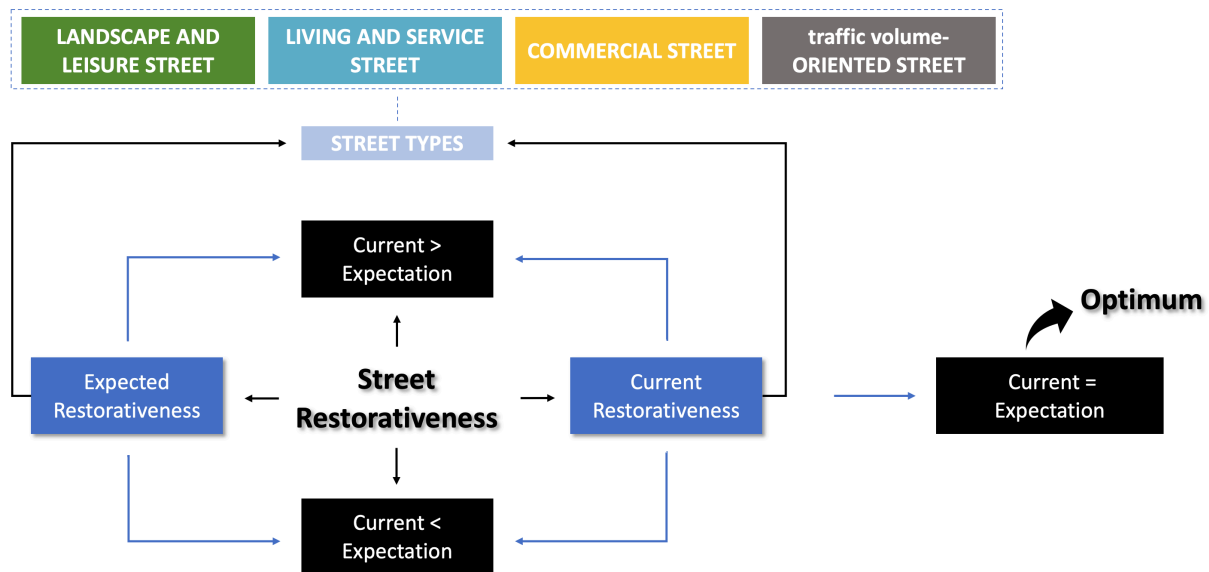 LANDSCAPE AND
LEISURE STREET
LIVING AND SERVICE
STREET
COMMERCIAL STREET
traffic volume-
ORIENTED STREET
STREET TYPES
Current >
Expectation
Optimum
Expected
Restorativeness
Street
Restorativeness
Current
Restorativeness
Current =
Expectation
Current <
Expectation